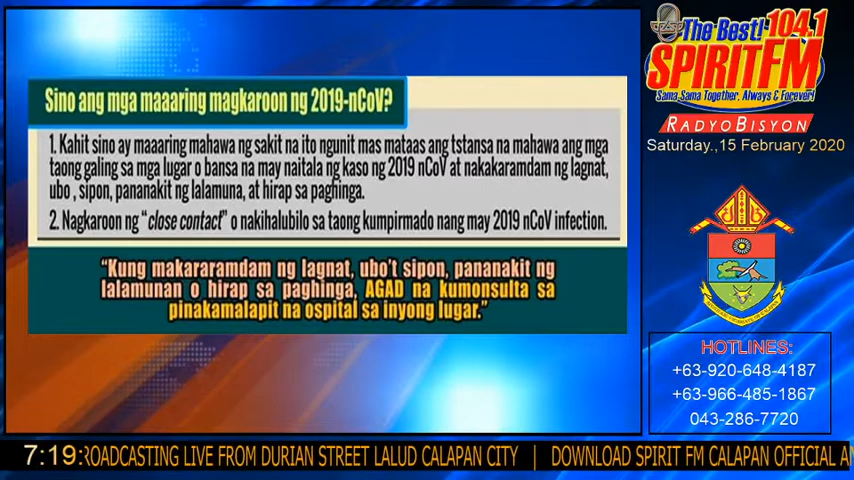 Sino ang mga maaaring magkaroon ng 2019-nCoV?
1. Kahit sino ay maaaring mahawa ng sakit na ito ngunit mas mataas ang tstansa na mahawa ang mga
taong galing sa mga lugar o bansa na may naitala ng kaso ng 2019 nCoV at nakakaramdam ng lagnat,
ubo , sipon, pananakit ng lalamuna, at hirap sa paghinga.
2. Nagkaroon ng “close contact” o nakihalubilo sa taong kumpirmado nang may 2019 nCoV infection.
“Kung makararamdam ng lagnat, ubo't sipon, pananakit ng
lalamunan o hirap sa paghinga, AGAD na kumonsulta sa
pinakamalapit na ospital sa inyong lugar.”
The Best! 104.1
SPIRIT FM
Sama Sama Together, Always & Forever!
RADYOBISYON
Saturday.,15 February 2020
HOTLINES:
+63-920-648-4187
+63-966-485-1867
043-286-7720
7:19:ROADCASTING LIVE FROM DURIAN STREET LALUD CALAPAN CITY | DOWNLOAD SPIRIT FM CALAPAN OFFICIAL